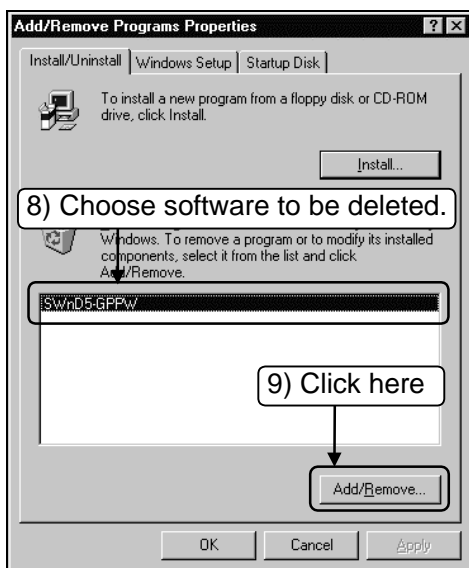 Add/Remove Programs Properties
Install/Uninstall Windows Setup Startup Disk
To install a new program from a floppy disk or CD-ROM
drive, click Install.
Install...
8) Choose software to be deleted.
Windows. To remove a program or to modify its installed
components, select it from the list and click
Add/Remove.
SWnD5-GPPW
9) Click here
Add/Remove...
OK Cancel Apply